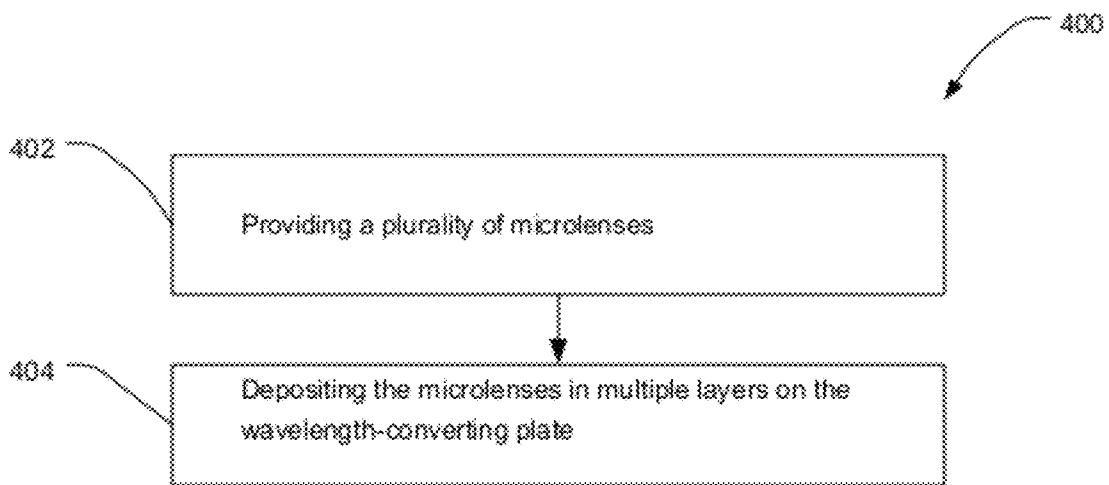 400
402
Providing a plurality of microlenses
404
Depositing the microlenses in multiple layers on the
wavelength-converting plate